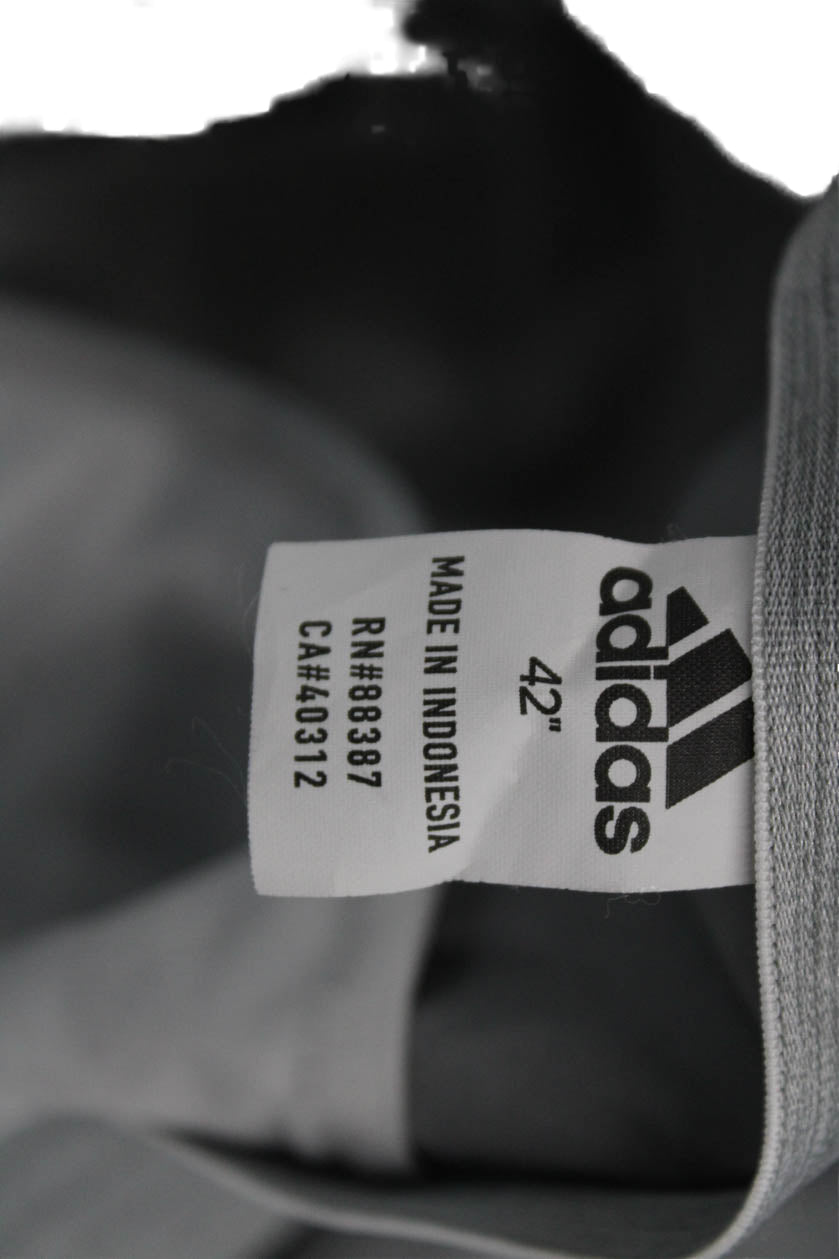 adidas
42"
MADE IN INDONESIA
RN#88387
CA#40312